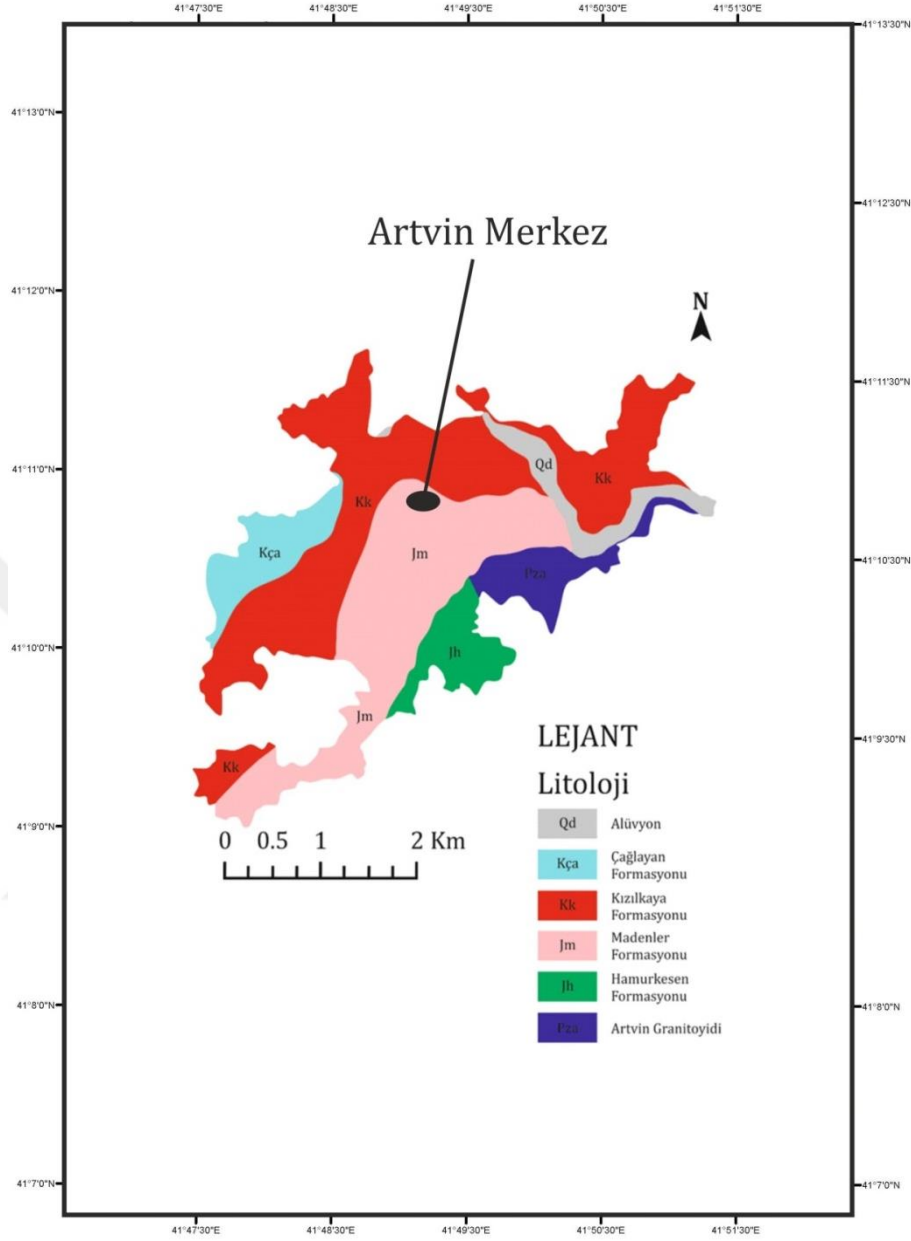 41°47'30"E 41°48'30"E 41°49'30"E 41°50'30"E 41°51'30"E
41°13'30"N
41°13'0"N
41°12'30"N
Artvin Merkez
41°12'0"N
N
41°11'30"N
Qd
41°11'0"N
Kk
Kk
Kça
Jm
41°10'30"N
Pza
41°10'0"N
Jh
Jm
41°9'30"N
LEJANT
Kk
Litoloji
41°9'0"N
Qd Alüvyon
0 0.5 1 2 Km
Kça Çağlayan
Formasyonu
Kk Kızılkaya
Formasyonu
Jm Madenler
Formasyonu
Jh Hamurkesen
Formasyonu
41°8'0"N
41°8'0"N
Pza Artvin Granitoyidi
41°7'0"N
41°7'0"N
41°47'30"E 41°48'30"E 41°49'30"E 41°50'30"E 41°51'30"E